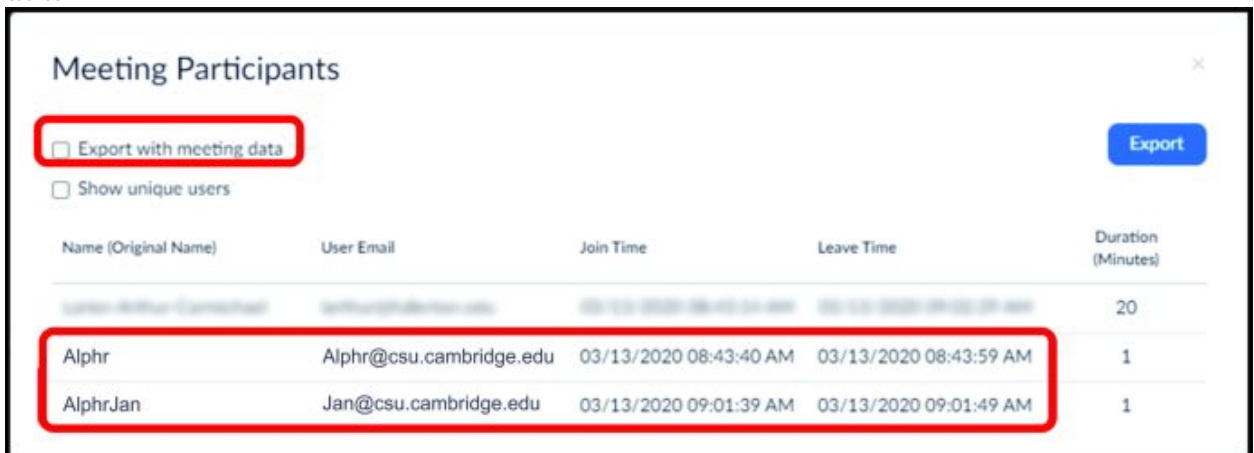 Meeting Participants
Export with meeting data
Export
Show unique users
Name (Original Name) User Email Join Time Leave Time Duration (Minutes)
20
Alphr Alphr@csu.cambridge.edu 03/13/2020 08:43:40 AM 03/13/2020 08:43:59 AM 1
AlphrJan Jan@csu.cambridge.edu 03/13/2020 09:01:39 AM 03/13/2020 09:01:49 AM 1